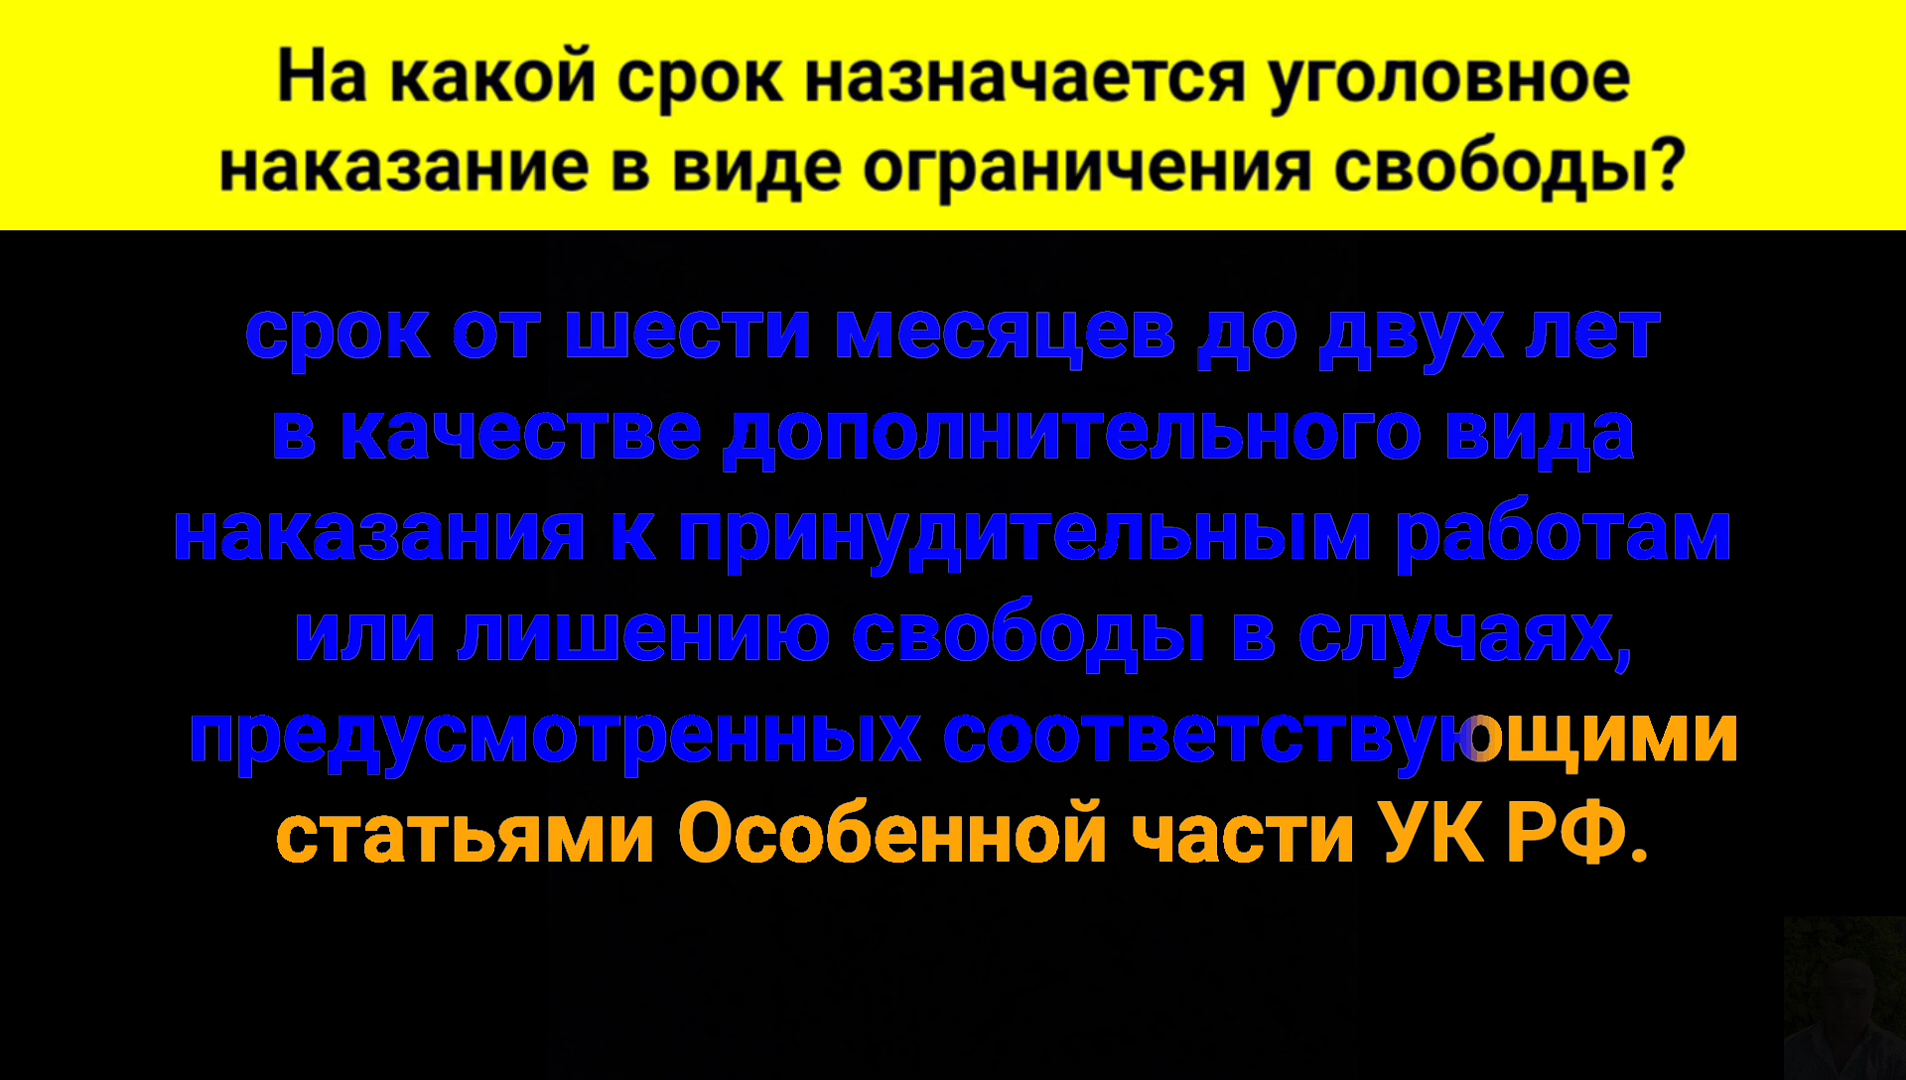 На какой срок назначается уголовное
наказание в виде ограничения свободы?
срок от шести месяцев до двух лет
в качестве дополнительного вида
наказания к принудительным работам
или лишению свободы в случаях,
предусмотренных соответствующими
статьями Особенной части УК РФ.